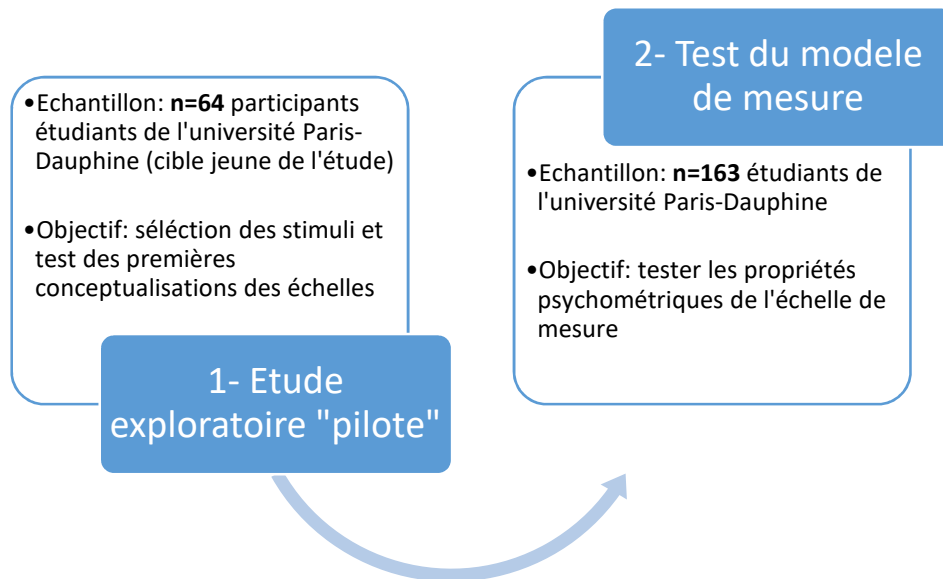 •Echantillon: n=64 participants
étudiants de l'université Paris-
Dauphine (cible jeune de l'étude)
•Objectif: séléction des stimuli et
test des premières
conceptualisations des échelles
1- Etude
exploratoire "pilote"
2- Test du modele
de mesure
•Echantillon: n=163 étudiants de
l'université Paris-Dauphine
•Objectif: tester les propriétés
psychométriques de l'échelle de
mesure